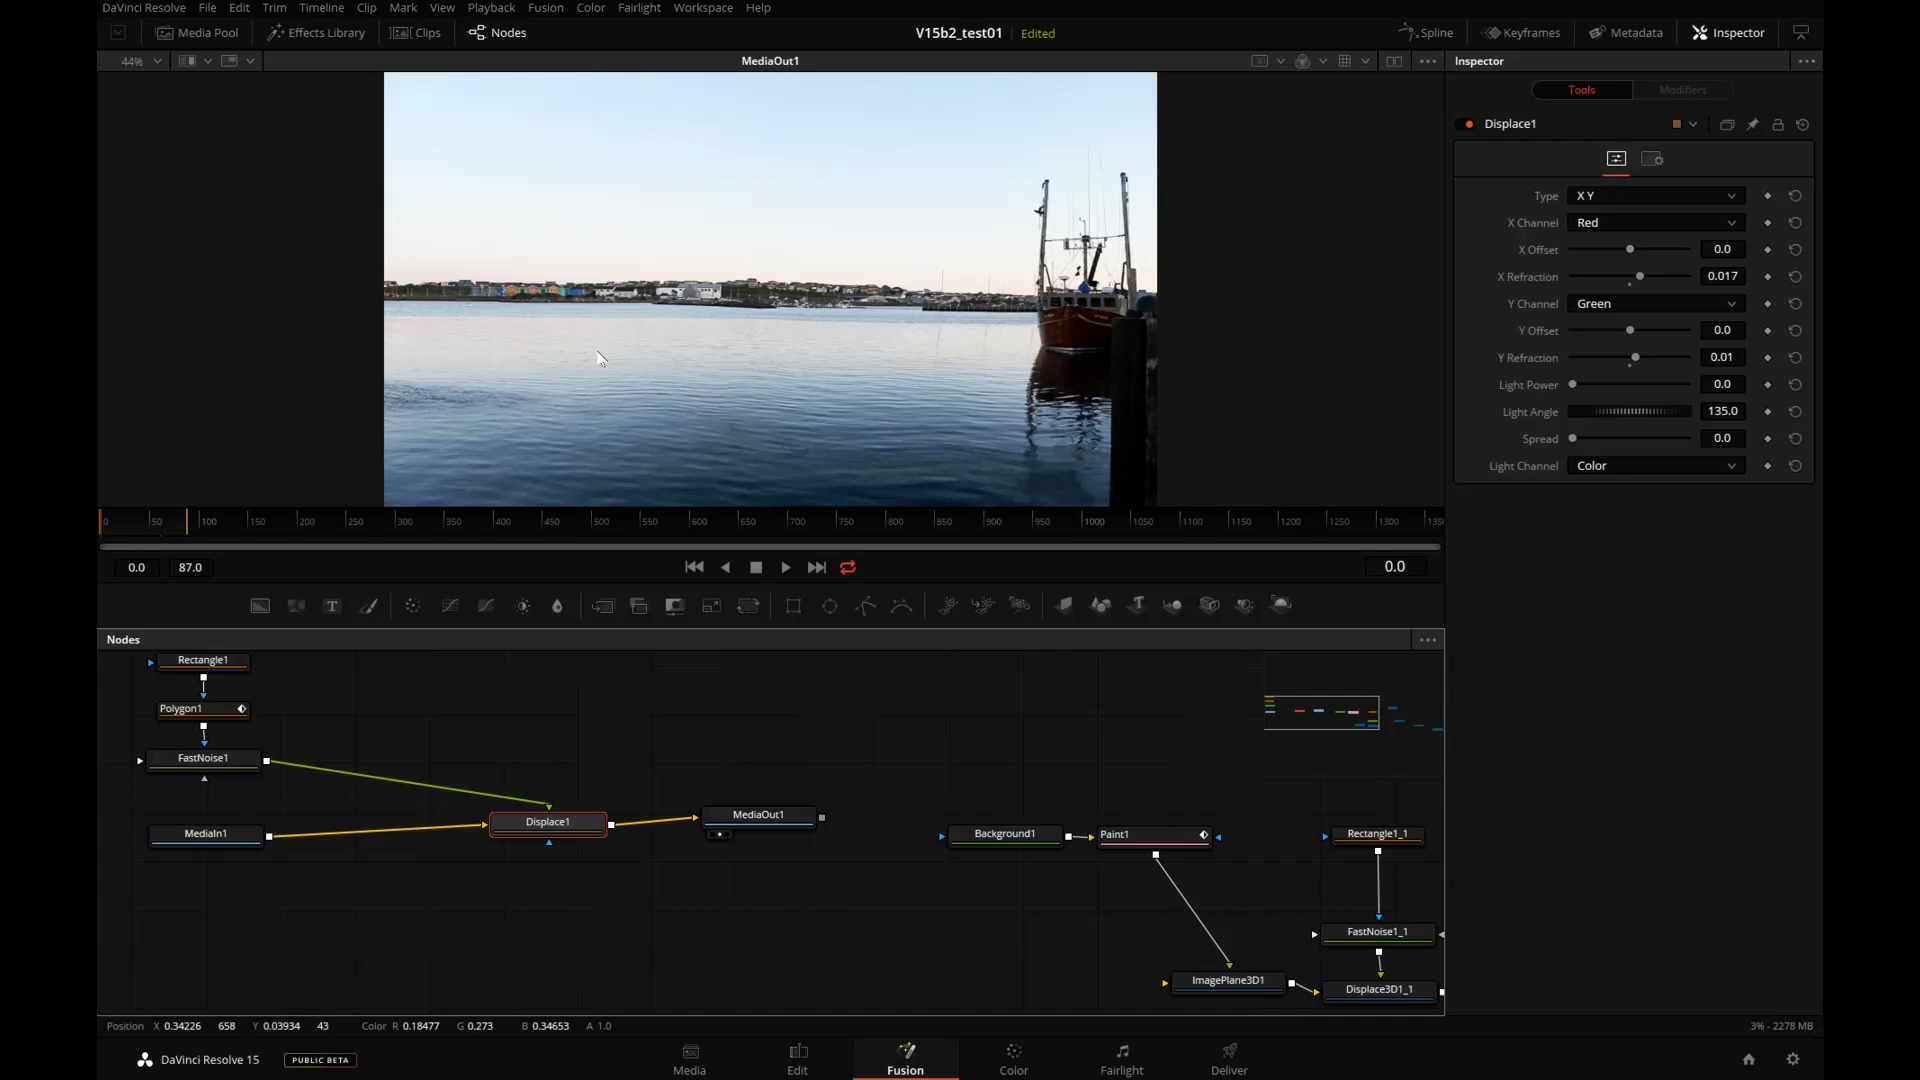 DaVinci Resolve File Edit Trim Timeline Clip Mark View Playback Fusion Color Fairlight Workspace Help
Media Pool Effects Library Clips Nodes V15b2_test01 Edited Spline Keyframes Metadata Inspector
44% MediaOut1 Inspector
Tools Modifiers
Displace1
Type X Y
X Channel Red
X Offset 0.0
X Refraction 0.017
Y Channel Green
Y Offset 0.0
Y Refraction 0.01
Light Power 0.0
Light Angle 135.0
Spread 0.0
Light Channel Color
0 50 100 150 200 250 300 350 400 450 500 550 600 650 700 750 800 850 900 950 1000 1050 1100 1150 1200 1250 1300 1350
0.0 87.0 0.0
T
Nodes
Rectangle1
Polygon1
FastNoise1
MediaIn1
Displace1
MediaOut1
Background1
Paint1
Rectangle1_1
FastNoise1_1
ImagePlane3D1
Displace3D1_1
Position X 0.34226 658 Y 0.03934 43 Color R 0.18477 G 0.273 B 0.34653 A 1.0 3% - 2278 MB
DaVinci Resolve 15 PUBLIC BETA Media Edit Fusion Color Fairlight Deliver